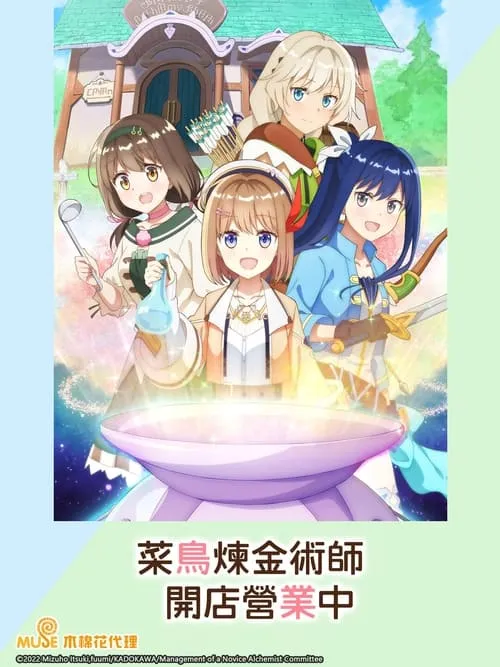 菜鳥煉金術師
開店營業中
MUSE 木棉花代理
©2022 Mizuho Itsuki,fuumi/KADOKAWA/Management of a Novice Alchemist Committee